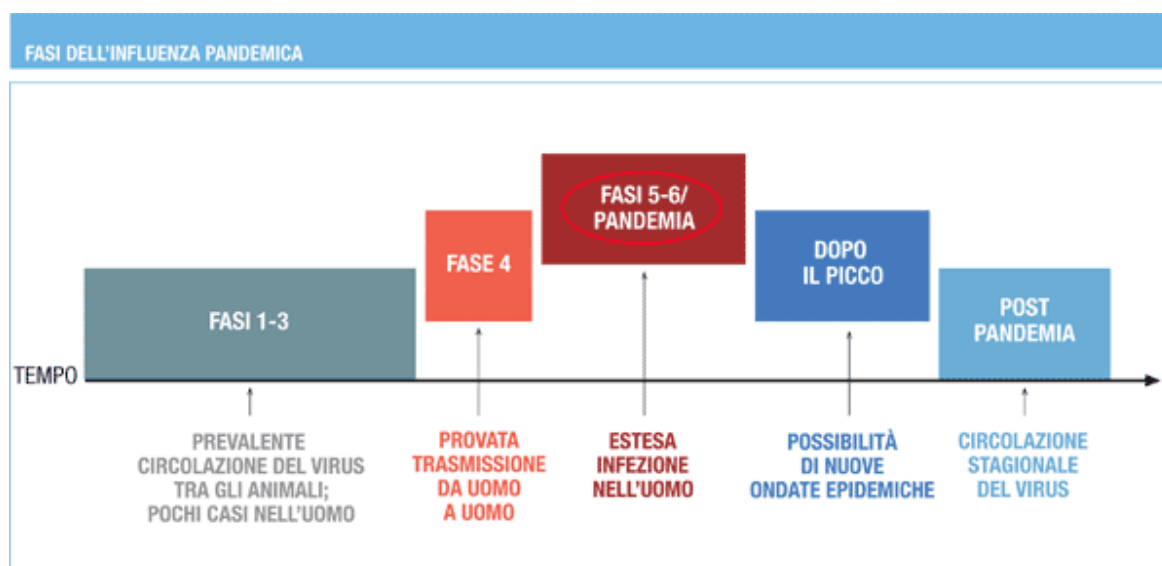 FASI DELL'INFLUENZA PANDEMICA
FASI 1-3
FASE 4
FASI 5-6/
PANDEMIA
DOPO
IL PICCO
POST
PANDEMIA
TEMPO
PREVALENTE
CIRCOLAZIONE DEL VIRUS
TRA GLI ANIMALI;
POCHI CASI NELL'UOMO
PROVATA
TRASMISSIONE
DA UOMO
A UOMO
ESTESA
INFEZIONE
NELL'UOMO
POSSIBILITÀ
DI NUOVE
ONDATE EPIDEMICHE
CIRCOLAZIONE
STAGIONALE
DEL VIRUS